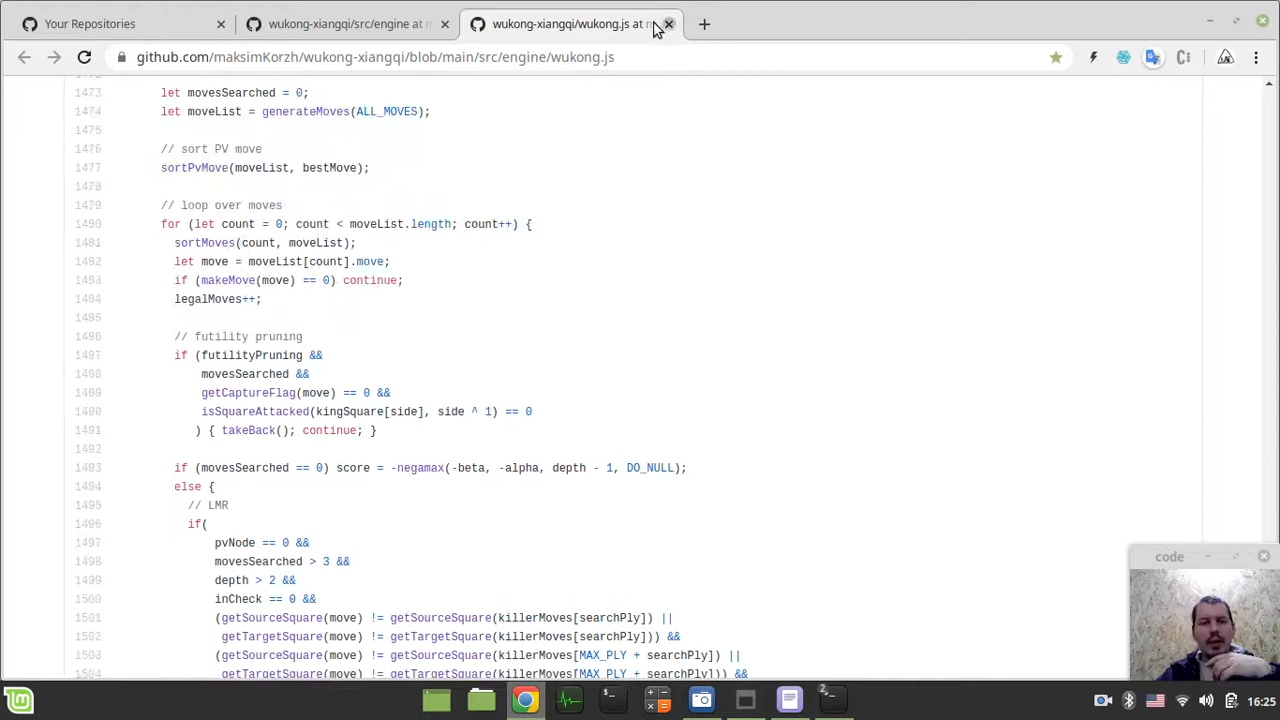 Your Repositories
wukong-xiangqi/src/engine at m
wukong-xiangqi/wukong.js at m
github.com/maksimKorzh/wukong-xiangqi/blob/main/src/engine/wukong.js
1473 let movesSearched = 0;
1474 let moveList = generateMoves(ALL_MOVES);
1475
1476 // sort PV move
1477 sortPvMove(moveList, bestMove);
1478
1479 // loop over moves
1480 for (let count = 0; count < moveList.length; count++) {
1481 sortMoves(count, moveList);
1482 let move = moveList[count].move;
1483 if (makeMove(move) == 0) continue;
1484 legalMoves++;
1485
1486 // futility pruning
1487 if (futilityPruning &&
1488 movesSearched &&
1489 getCaptureFlag(move) == 0 &&
1490 isSquareAttacked(kingSquare[side], side ^ 1) == 0
1491 ) { takeBack(); continue; }
1492
1493 if (movesSearched == 0) score = -negamax(-beta, -alpha, depth - 1, DO_NULL);
1494 else {
1495 // LMR
1496 if(
1497 pvNode == 0 &&
1498 movesSearched > 3 &&
1499 depth > 2 &&
1500 inCheck == 0 &&
1501 (getSourceSquare(move) != getSourceSquare(killerMoves[searchPly]) ||
1502 getTargetSquare(move) != getTargetSquare(killerMoves[searchPly])) &&
1503 (getSourceSquare(move) != getSourceSquare(killerMoves[MAX_PLY + searchPly]) ||
1504 getTargetSquare(move) != getTargetSquare(killerMoves[MAX_PLY + searchPly])) &&
code
16:25